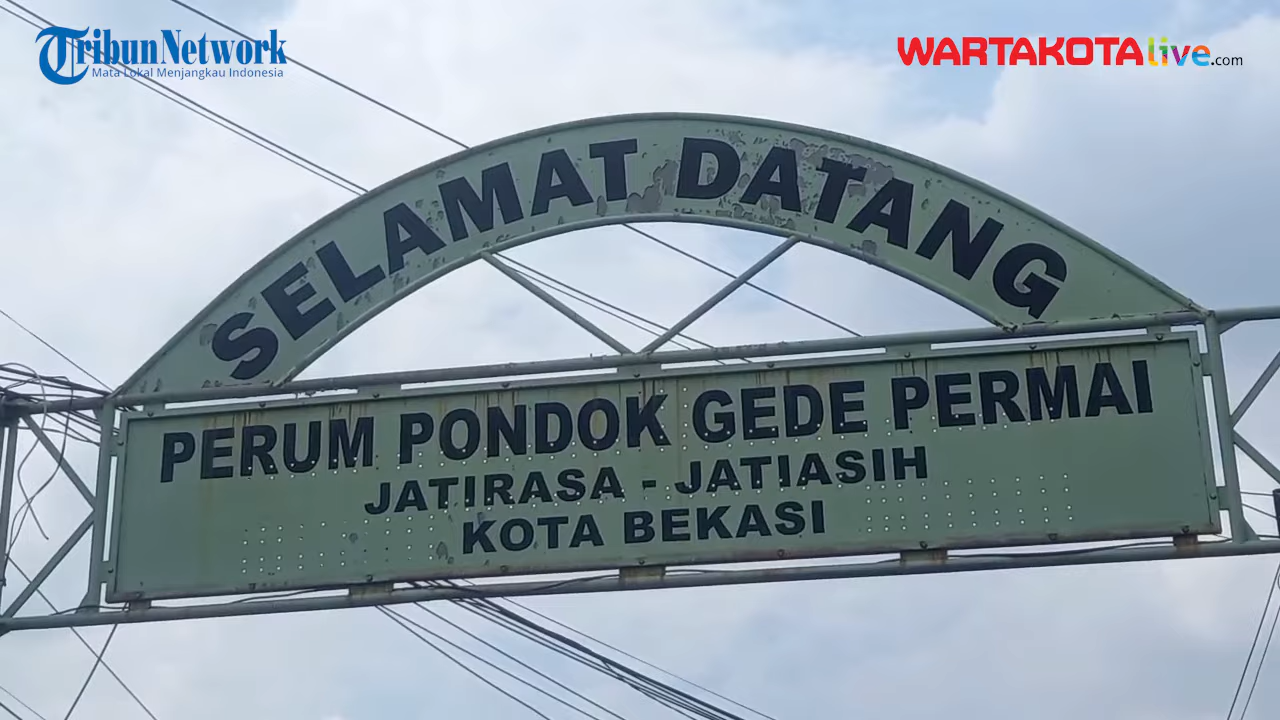 TribunNetwork
Mata Lokal Menjangkau Indonesia
WARTAKOTAlive.com
SELAMAT DATANG
PERUM PONDOK GEDE PERMAI
JATIRASA - JATIASIH
KOTA BEKASI